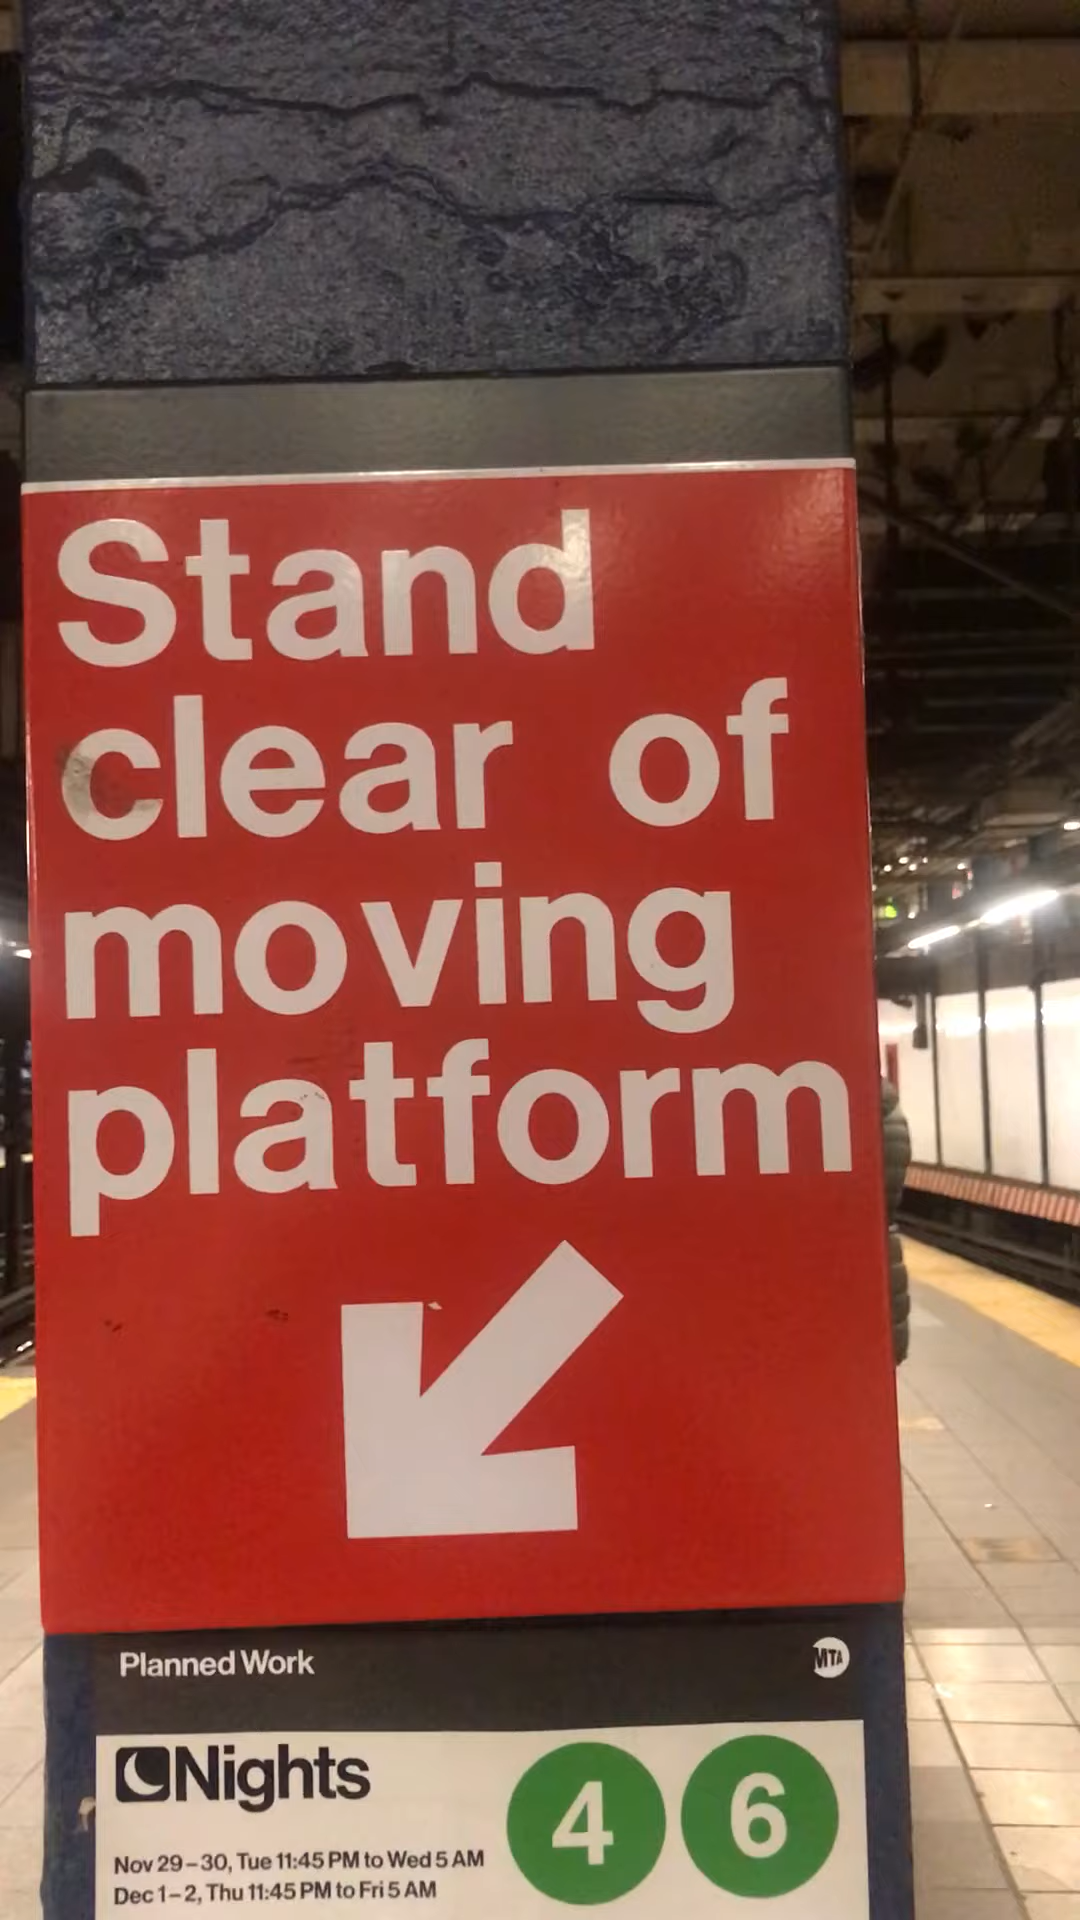 Stand
clear of
moving
platform
Planned Work
MTA
Nights
4 6
Nov 29–30, Tue 11:45 PM to Wed 5 AM
Dec 1–2, Thu 11:45 PM to Fri 5 AM